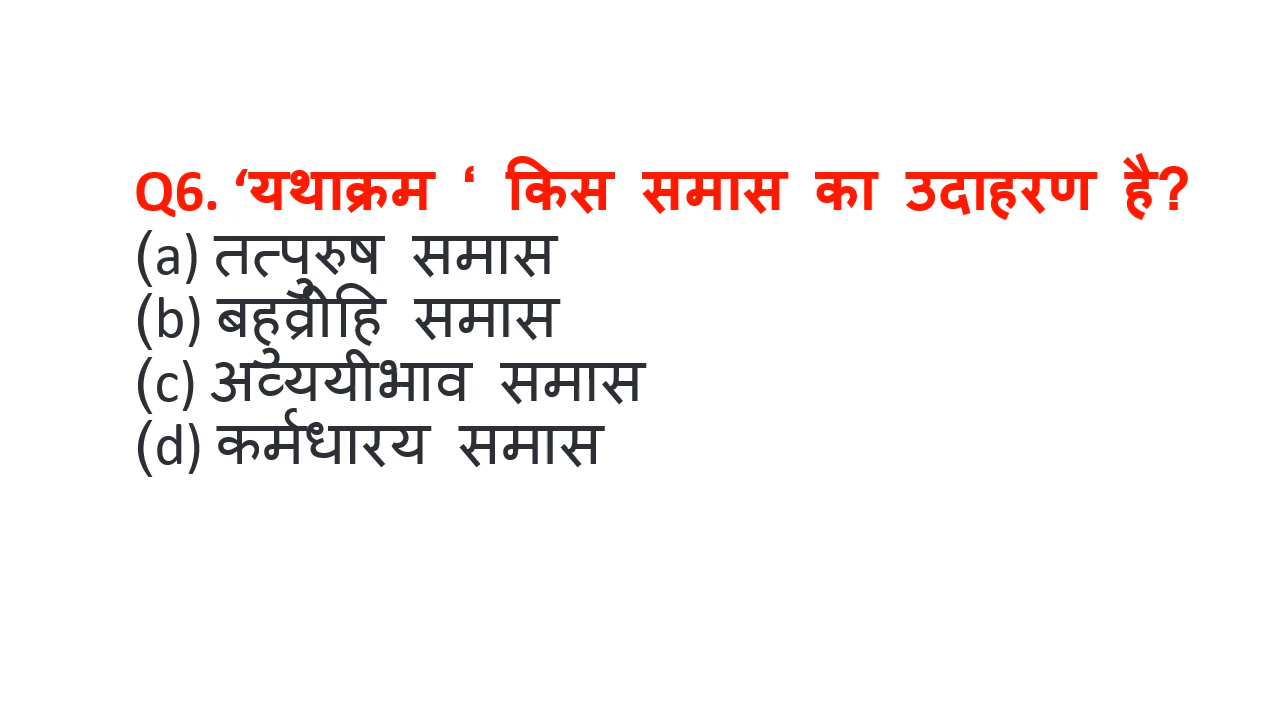 Q6. ‘यथाक्रम ‘ किस समास का उदाहरण है?
(a) तत्पुरुष समास
(b) बहुव्रीहि समास
(c) अव्ययीभाव समास
(d) कर्मधारय समास